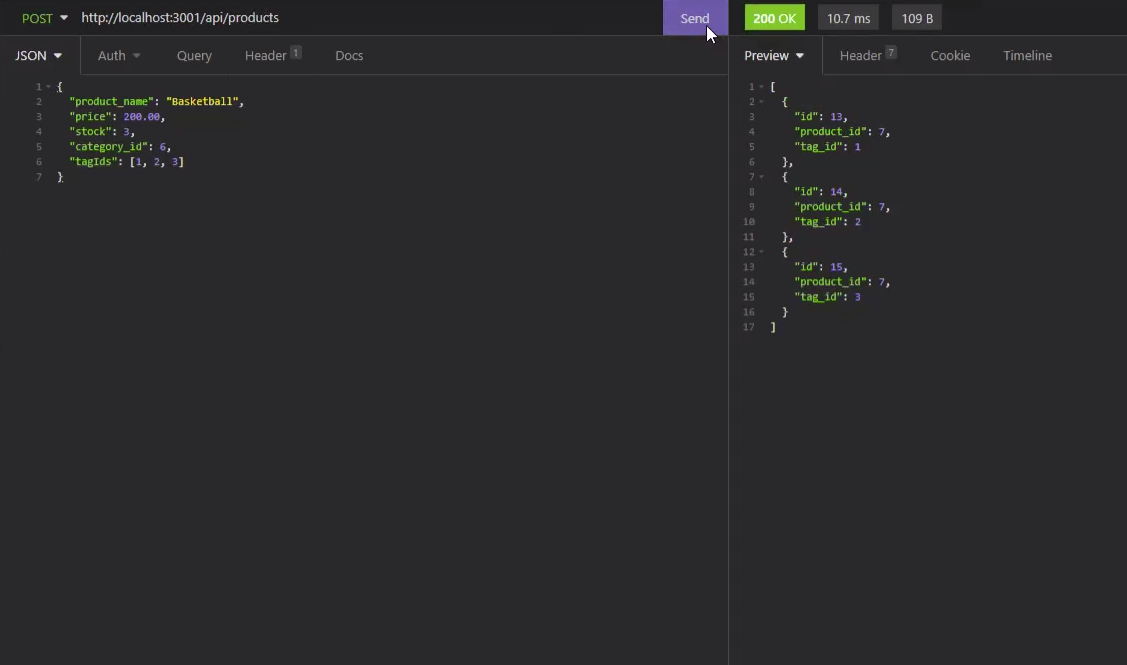 POST http://localhost:3001/api/products Send 200 OK 10.7 ms 109 B
JSON Auth Query Header 1 Docs
1 {
2 "product_name": "Basketball",
3 "price": 200.00,
4 "stock": 3,
5 "category_id": 6,
6 "tagIds": [1, 2, 3]
7 }
Preview Header 7 Cookie Timeline
1 [
2 {
3 "id": 13,
4 "product_id": 7,
5 "tag_id": 1
6 },
7 {
8 "id": 14,
9 "product_id": 7,
10 "tag_id": 2
11 },
12 {
13 "id": 15,
14 "product_id": 7,
15 "tag_id": 3
16 }
17 ]